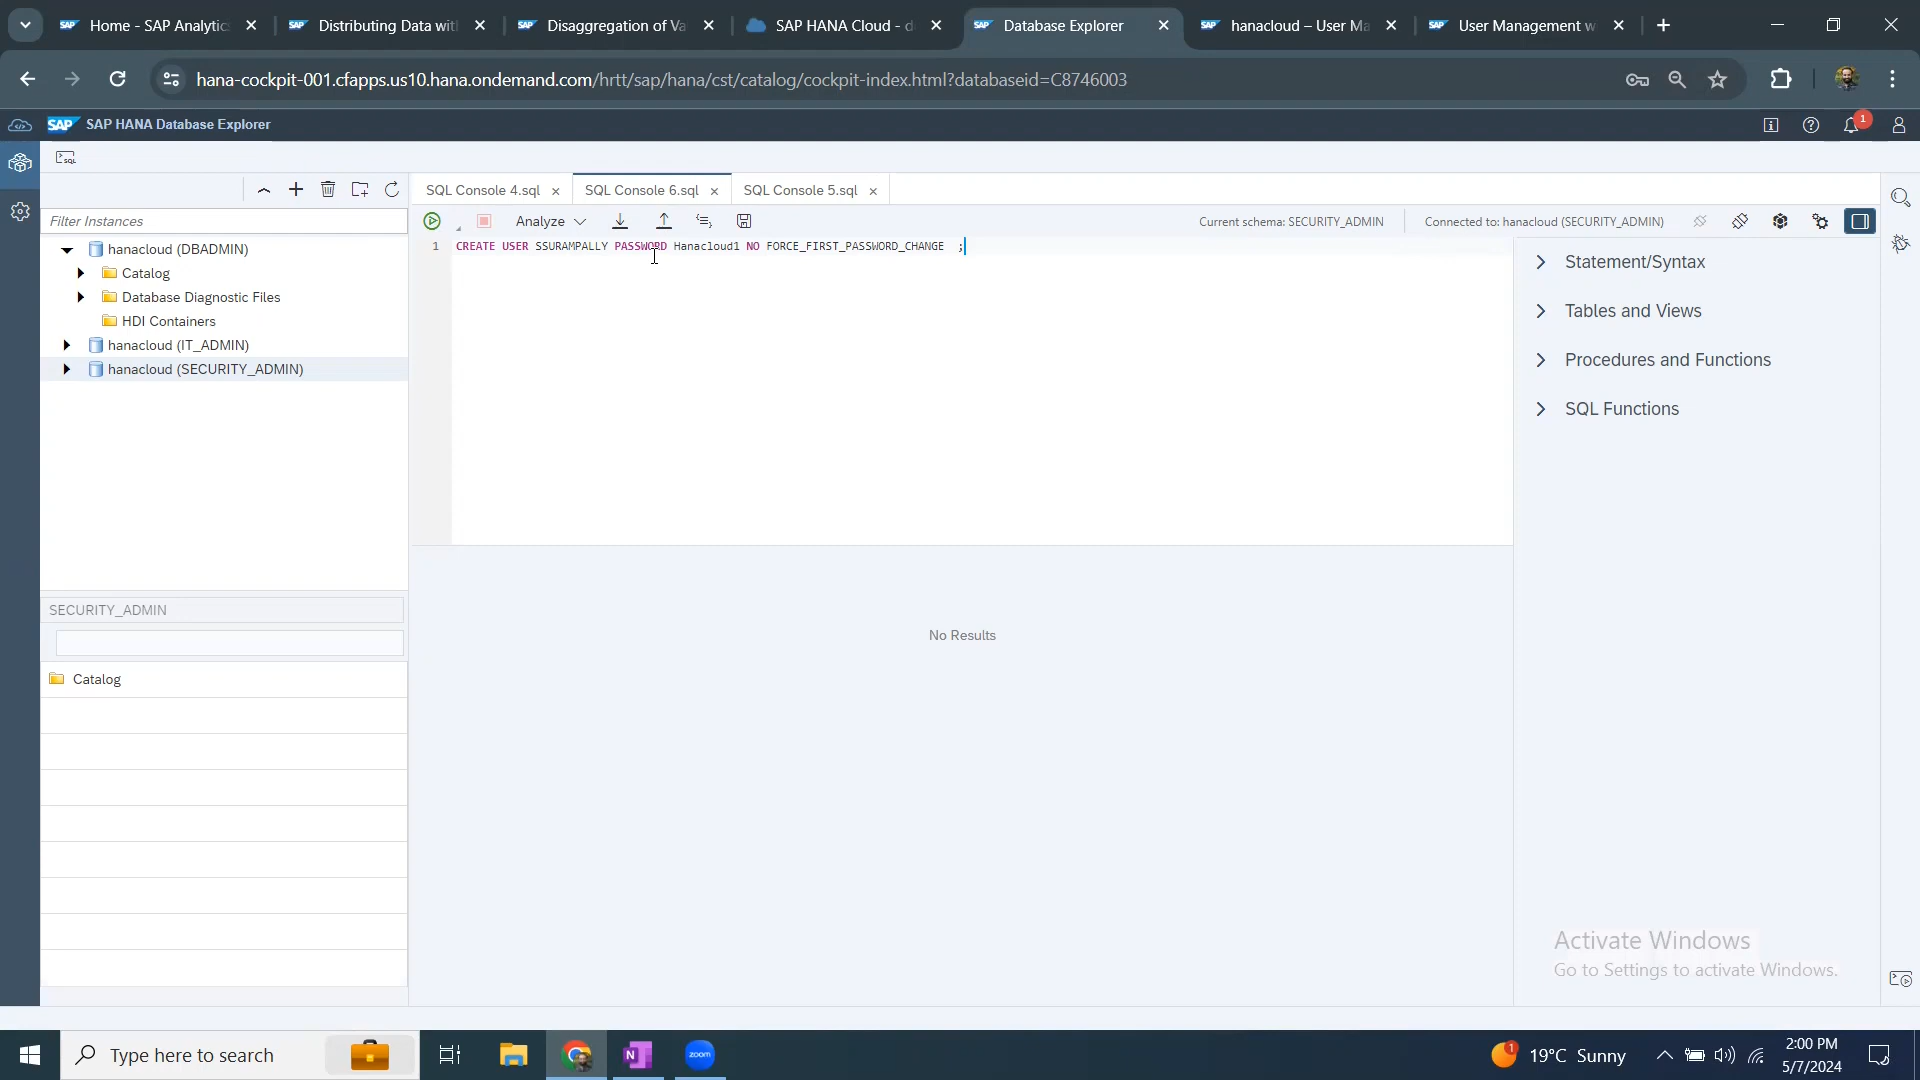 Home - SAP Analytic
Distributing Data wit
Disaggregation of Va
SAP HANA Cloud - d
Database Explorer
hanacloud – User Ma
User Management w
hana-cockpit-001.cfapps.us10.hana.ondemand.com/hrtt/sap/hana/cst/catalog/cockpit-index.html?databaseid=C8746003
SAP SAP HANA Database Explorer
1
SQL
SQL Console 4.sql
SQL Console 6.sql
SQL Console 5.sql
Filter Instances
Analyze
Current schema: SECURITY_ADMIN
Connected to: hanacloud (SECURITY_ADMIN)
hanacloud (DBADMIN)
Catalog
Database Diagnostic Files
HDI Containers
hanacloud (IT_ADMIN)
hanacloud (SECURITY_ADMIN)
1 CREATE USER SSURAMPALLY PASSWORD Hanacloud1 NO FORCE_FIRST_PASSWORD_CHANGE ;
Statement/Syntax
Tables and Views
Procedures and Functions
SQL Functions
SECURITY_ADMIN
Catalog
No Results
Activate Windows
Go to Settings to activate Windows.
Type here to search
N
zoom
1
19°C Sunny
2:00 PM
5/7/2024